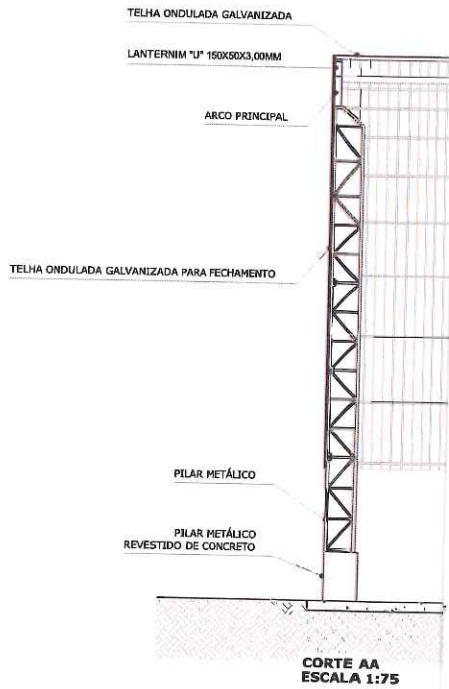 TELHA ONDULADA GALVANIZADA
LANTERNIM "U" 150X50X3,00MM
ARCO PRINCIPAL
TELHA ONDULADA GALVANIZADA PARA FECHAMENTO
PILAR METÁLICO
PILAR METÁLICO
REVESTIDO DE CONCRETO
CORTE AA
ESCALA 1:75